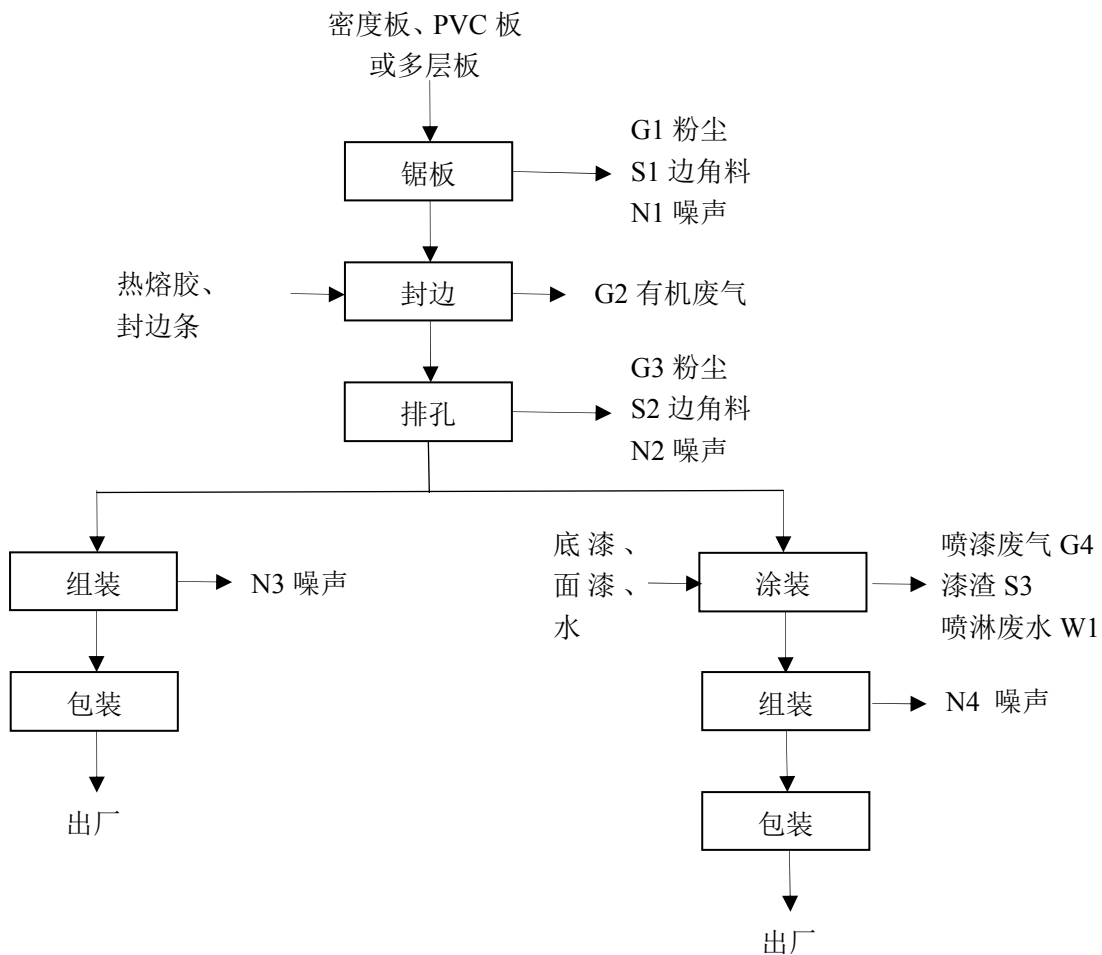 密度板、PVC 板
或多层板
G1 粉尘
锯板
S1 边角料
N1 噪声
热熔胶、
封边条
封边
G2 有机废气
G3 粉尘
排孔
S2 边角料
N2 噪声
组装
N3 噪声
包装
出厂
底 漆 、
面 漆 、
水
涂装
喷漆废气 G4
漆渣 S3
喷淋废水 W1
组装
N4 噪声
包装
出厂